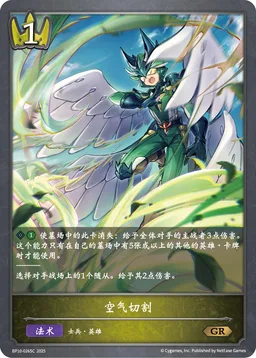 1
① 使墓场中的此卡消失：给予全体对手的主战者3点伤害。
这个能力只有在自己的墓场中有5张或以上的其他的英雄·卡牌
时才能使用。
选择对手战场上的1个随从。给予其2点伤害。
空气切割
法术 士兵·英雄 GR
© Cygames, Inc. Published by NetEase Games